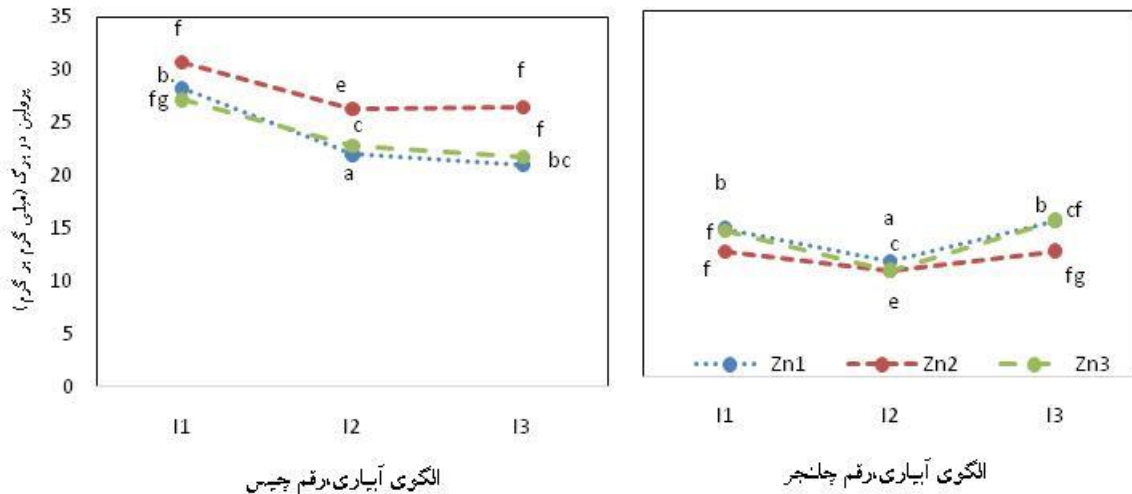 پرولین در برگ (میلی گرم بر گرم)
35
30
25
20
15
10
5
0
f
b
fg
e
c
a
f
f
bc
I1
I2
I3
الگوی آبیاری،رقم چیس
b
f
f
a
c
e
b
cf
fg
Zn1
Zn2
Zn3
I1
I2
I3
الگوی آبیاری،رقم چلنجر